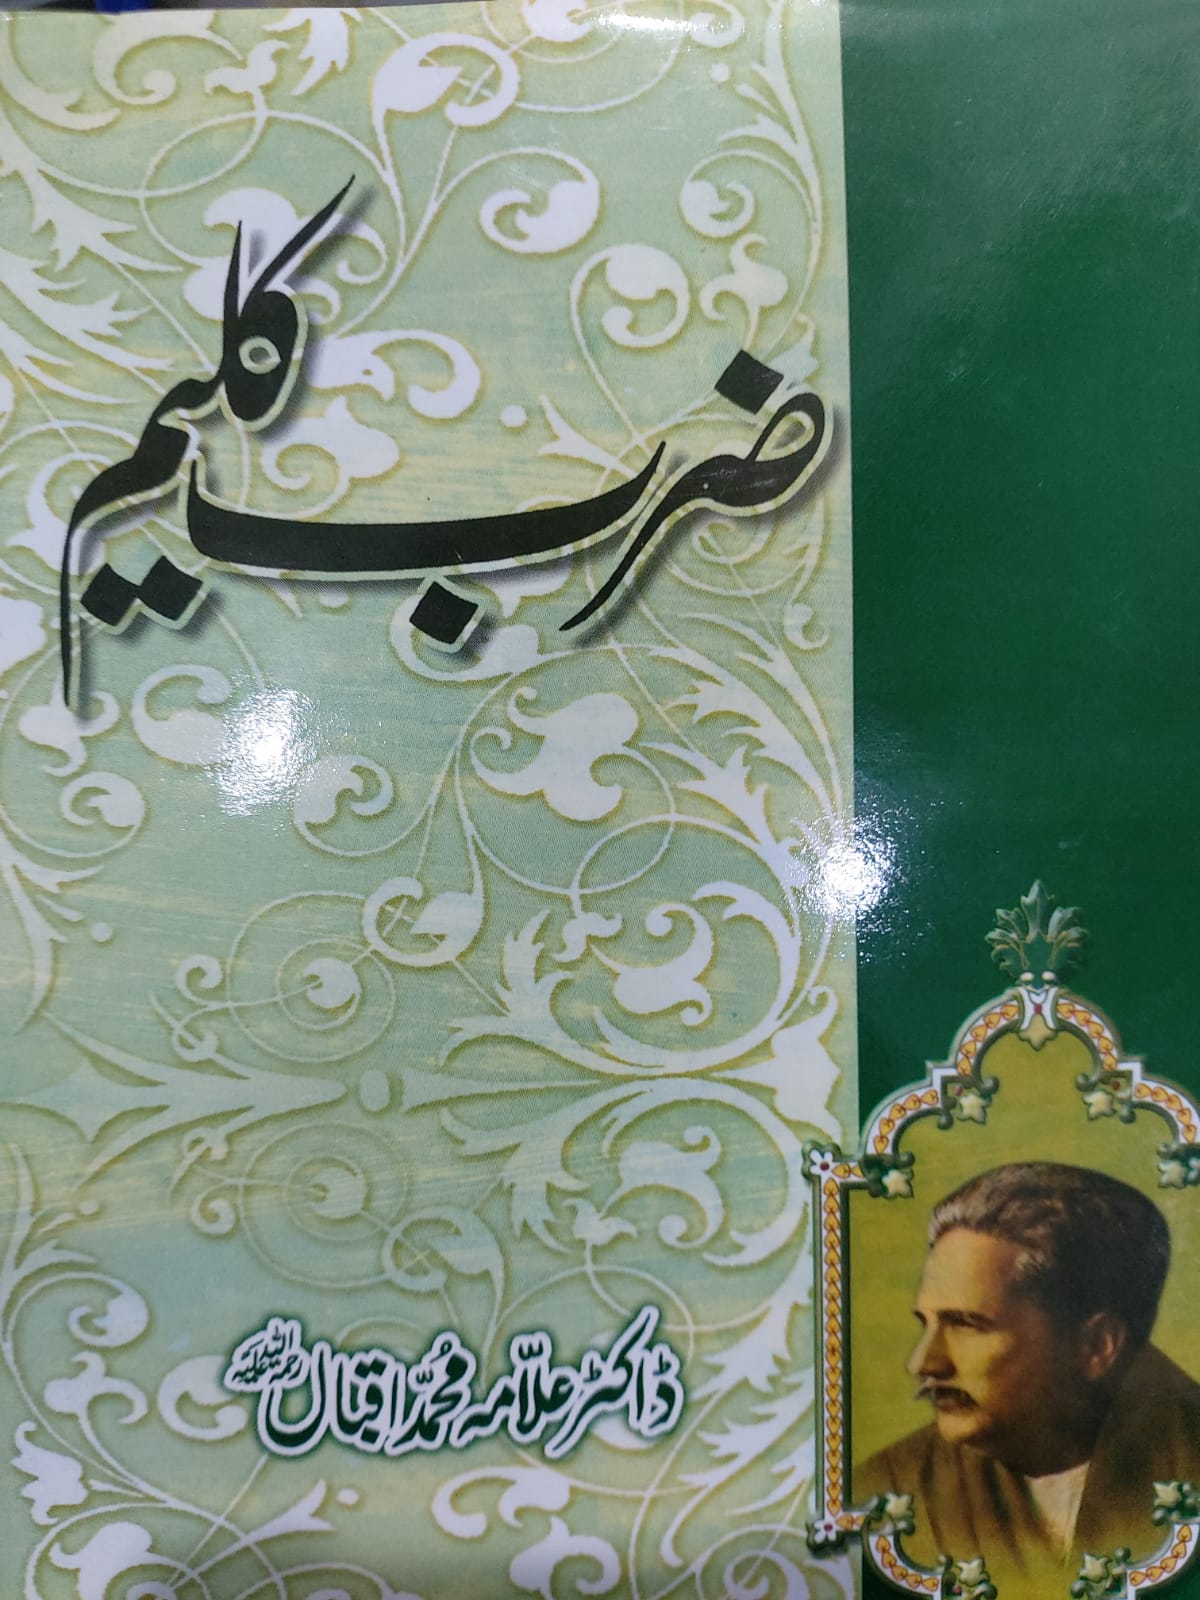 ضرب کلیم
ڈاکٹر علامہ محمد اقبال رحمۃ اللہ علیہ